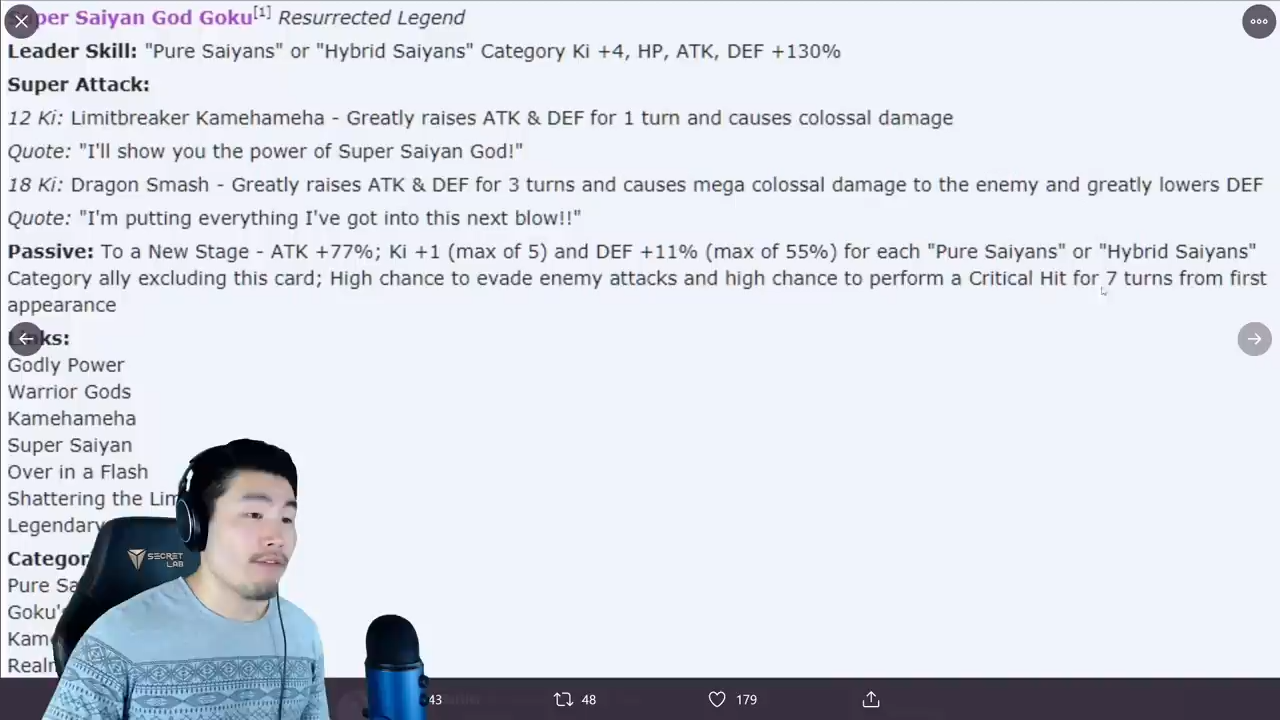 Super Saiyan God Goku[1] Resurrected Legend
Leader Skill: "Pure Saiyans" or "Hybrid Saiyans" Category Ki +4, HP, ATK, DEF +130%
Super Attack:
12 Ki: Limitbreaker Kamehameha - Greatly raises ATK & DEF for 1 turn and causes colossal damage
Quote: "I'll show you the power of Super Saiyan God!"
18 Ki: Dragon Smash - Greatly raises ATK & DEF for 3 turns and causes mega colossal damage to the enemy and greatly lowers DEF
Quote: "I'm putting everything I've got into this next blow!!"
Passive: To a New Stage - ATK +77%; Ki +1 (max of 5) and DEF +11% (max of 55%) for each "Pure Saiyans" or "Hybrid Saiyans"
Category ally excluding this card; High chance to evade enemy attacks and high chance to perform a Critical Hit for 7 turns from first
appearance
Links:
Godly Power
Warrior Gods
Kamehameha
Super Saiyan
Over in a Flash
Shattering the Lim
Legendary
Categor
Pure Sa
Goku's
Kame
Realm
SECRET
LAB
43 48 179